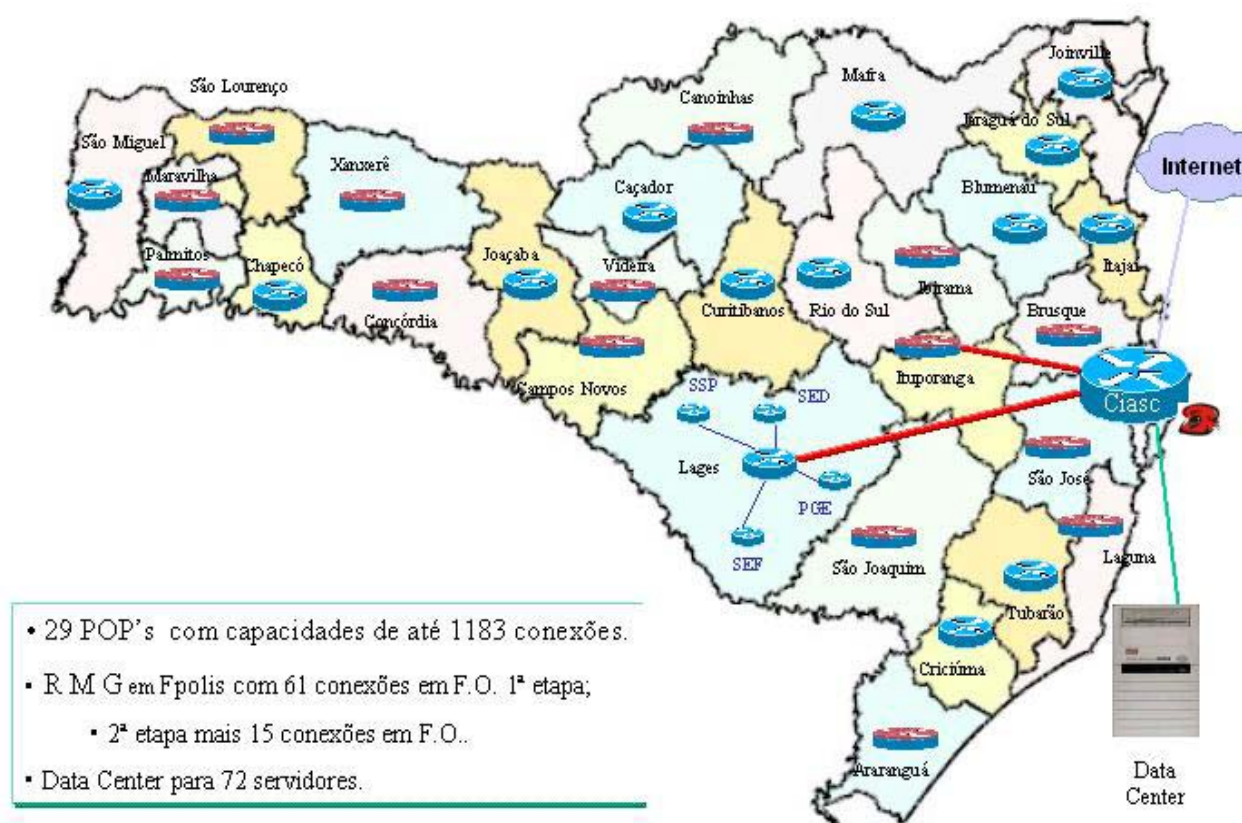 Joinville
Mafra
São Lourenço
Canoinhas
Jaraguá do Sul
São Miguel
Internet
Xanxerê
Maravilha
Caçador
Blumenau
Palmitos
Chapecó
Joaçaba
Videira
Itajaí
Ibirama
Concórdia
Curitibanos
Rio do Sul
Brusque
Campos Novos
Ituporanga
SSP
SED
Ciasc
Lages
São José
PGE
SEF
São Joaquim
Laguna
Tubarão
Criciúma
Araranguá
Data
Center
• 29 POP's com capacidades de até 1183 conexões.
• R M G em Fpolis com 61 conexões em F.O. 1ª etapa;
• 2ª etapa mais 15 conexões em F.O..
• Data Center para 72 servidores.